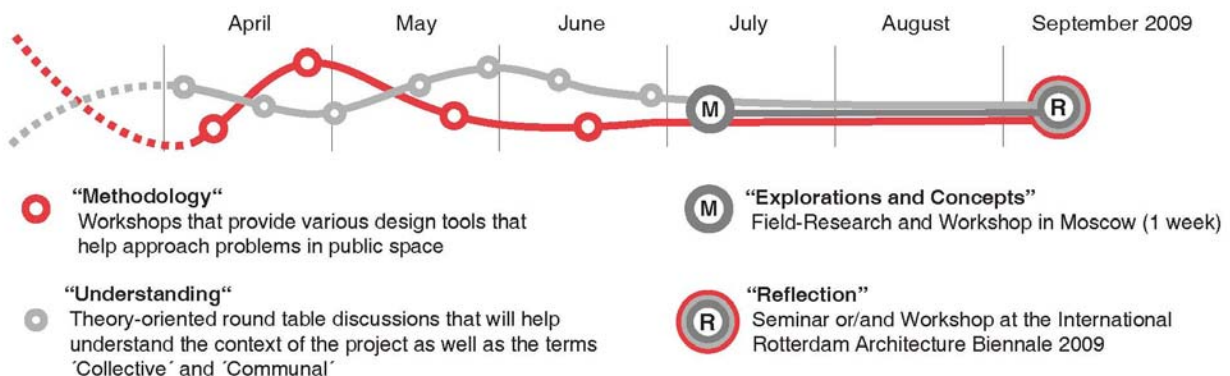 April May June July August September 2009
M R
“Methodology“
Workshops that provide various design tools that
help approach problems in public space
M
“Explorations and Concepts”
Field-Research and Workshop in Moscow (1 week)
“Understanding“
Theory-oriented round table discussions that will help
understand the context of the project as well as the terms
´Collective´ and ´Communal´
R
“Reflection”
Seminar or/and Workshop at the International
Rotterdam Architecture Biennale 2009